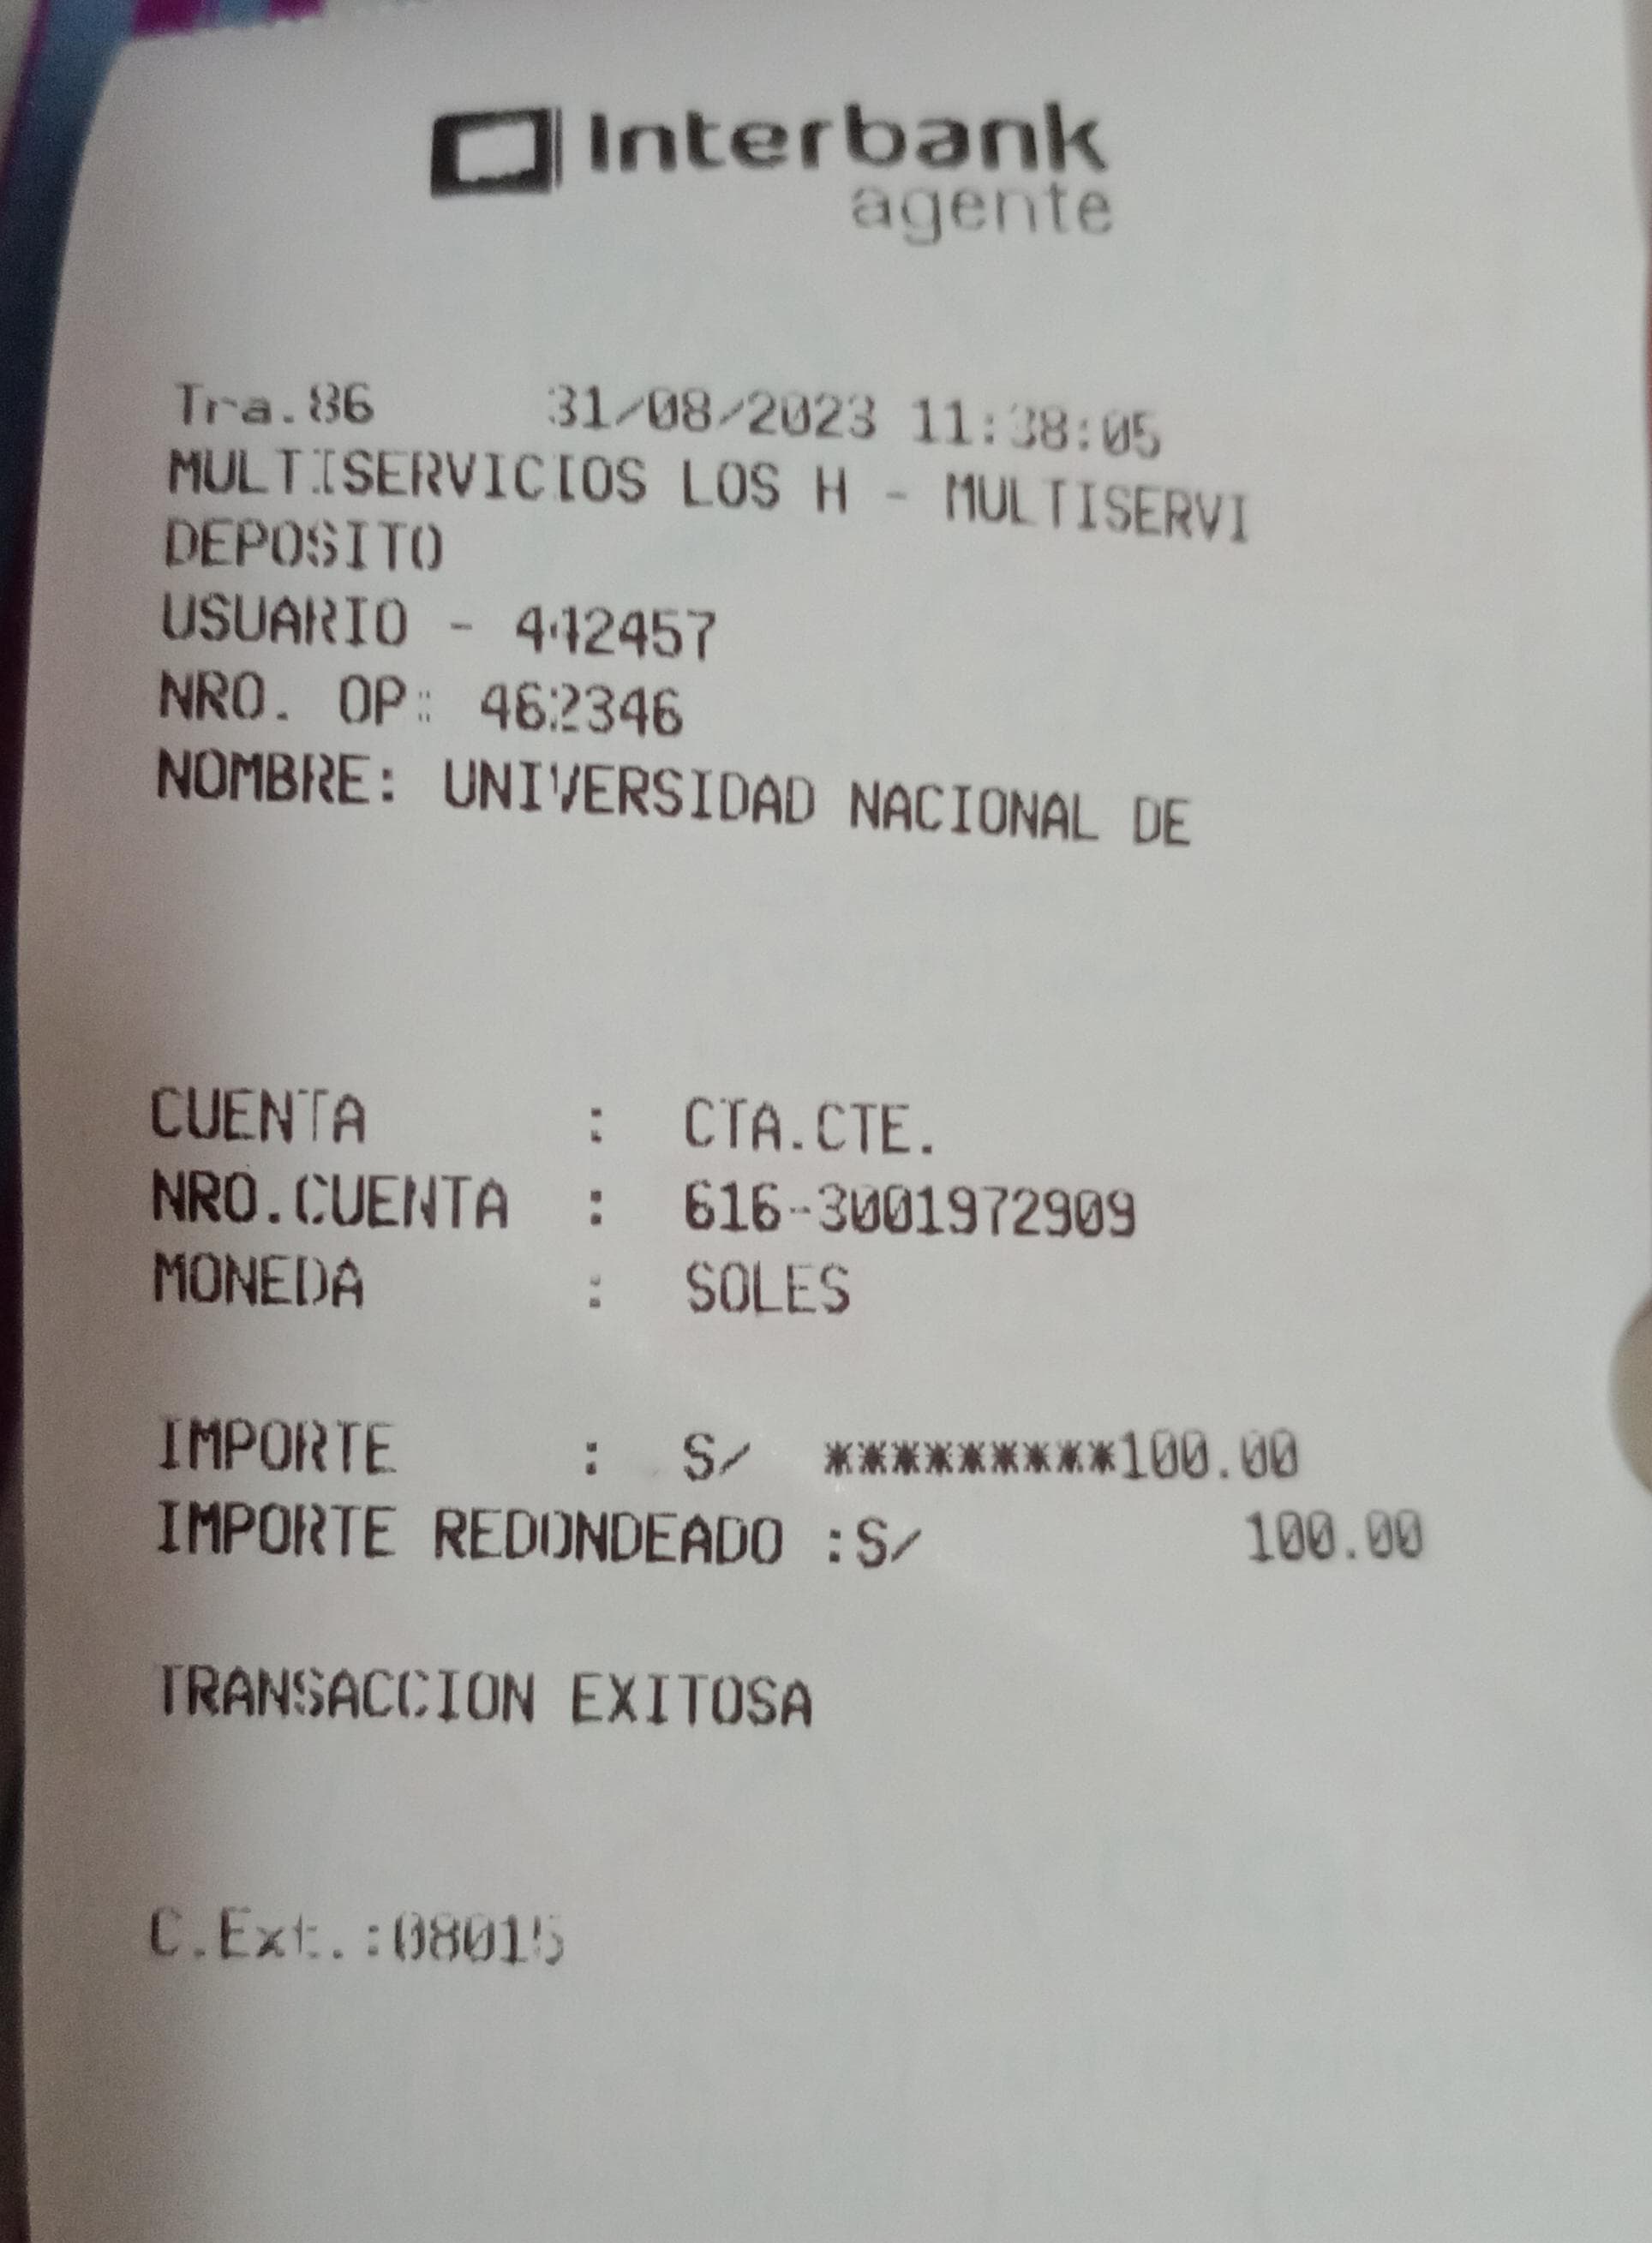 Interbank
agente
Tra.86 31/08/2023 11:38:05
MULTISERVICIOS LOS H - MULTISERVI
DEPOSITO
USUARIO - 442457
NRO. OP: 462346
NOMBRE: UNIVERSIDAD NACIONAL DE
CUENTA : CTA.CTE.
NRO.CUENTA : 616-3001972909
MONEDA : SOLES
IMPORTE : S/ *********100.00
IMPORTE REDONDEADO :S/ 100.00
TRANSACCION EXITOSA
C.Ext.:08015